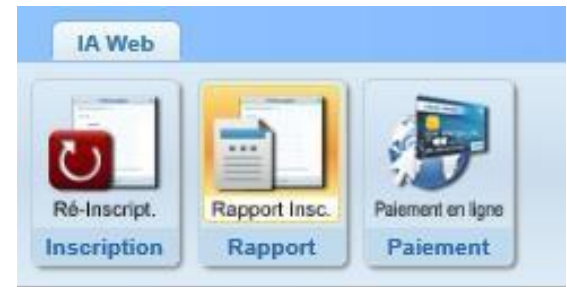 IA Web
Ré-Inscript. Rapport Insc. Paiement en ligne
Inscription Rapport Paiement